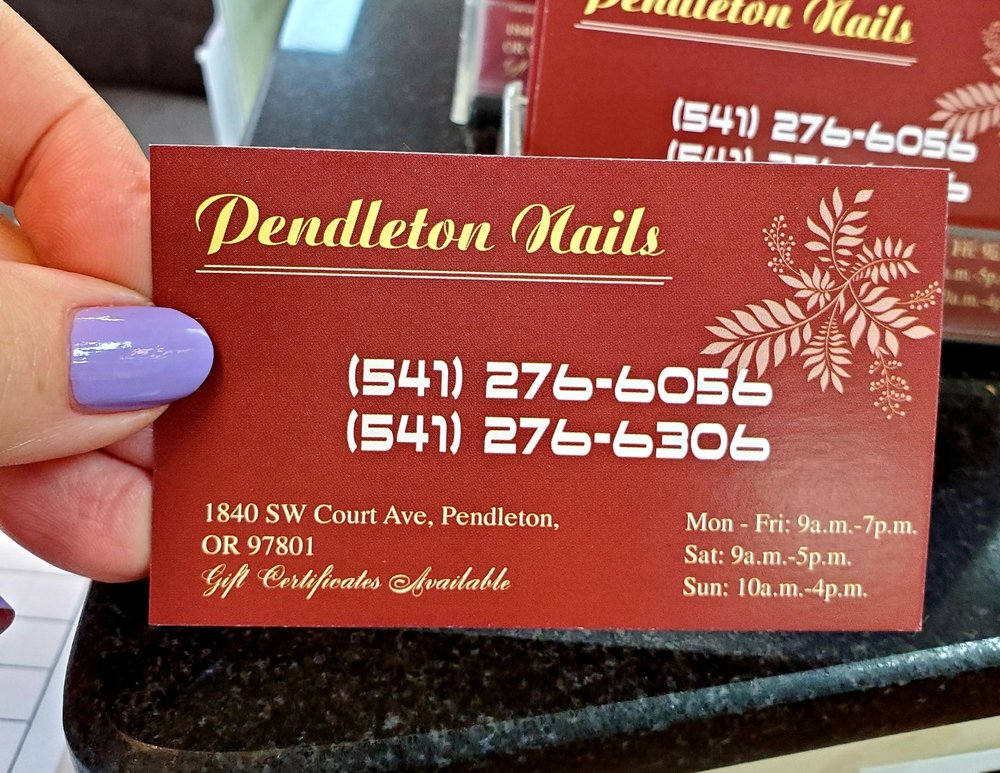 Pendleton Nails
(541) 276-6056
Pendleton Nails
(541) 276-6056
(541) 276-6306
1840 SW Court Ave, Pendleton,
OR 97801
Gift Certificates Available
Mon - Fri: 9a.m.-7p.m.
Sat: 9a.m.-5p.m.
Sun: 10a.m.-4p.m.